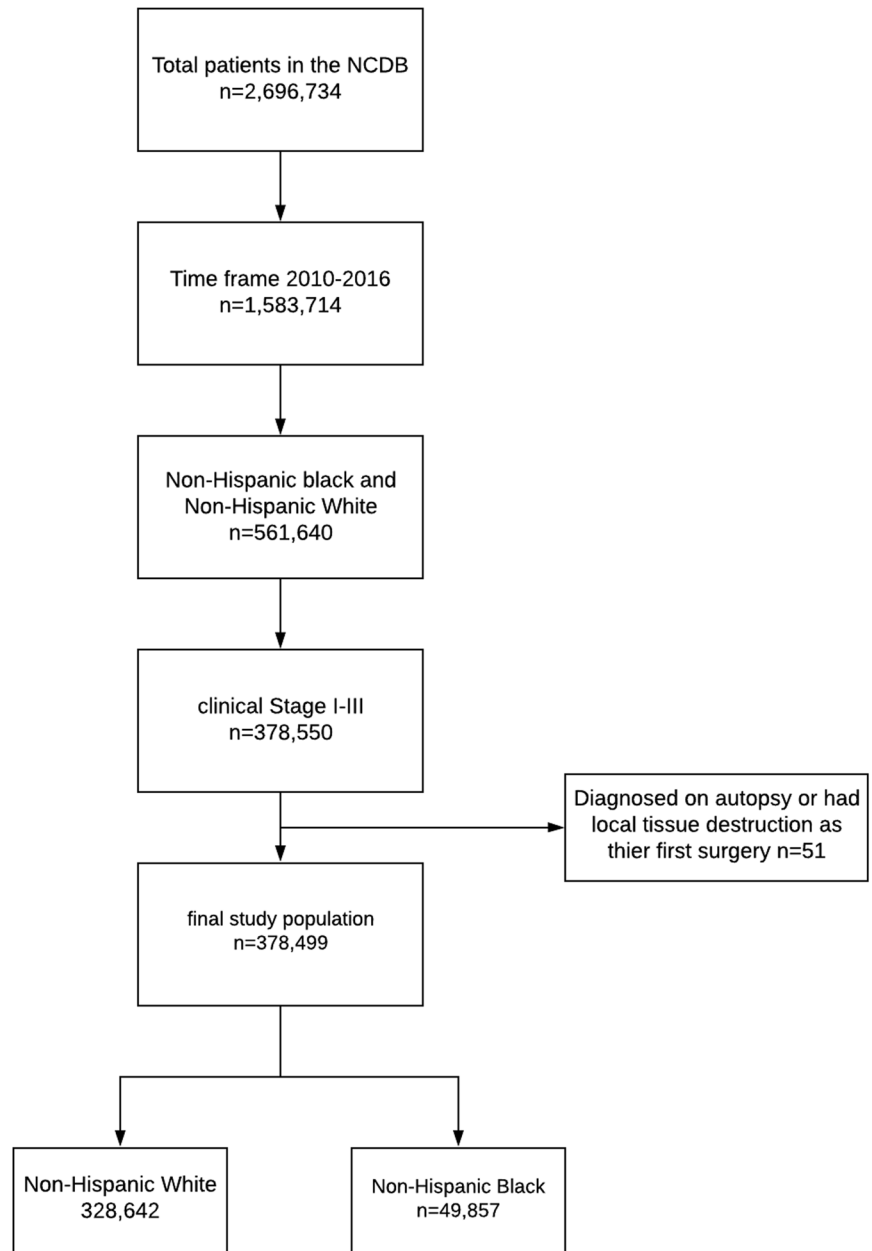 Total patients in the NCDB
n=2,696,734
Time frame 2010-2016
n=1,583,714
Non-Hispanic black and
Non-Hispanic White
n=561,640
clinical Stage I-III
n=378,550
Diagnosed on autopsy or had
local tissue destruction as
thier first surgery n=51
final study population
n=378,499
Non-Hispanic White
328,642
Non-Hispanic Black
n=49,857